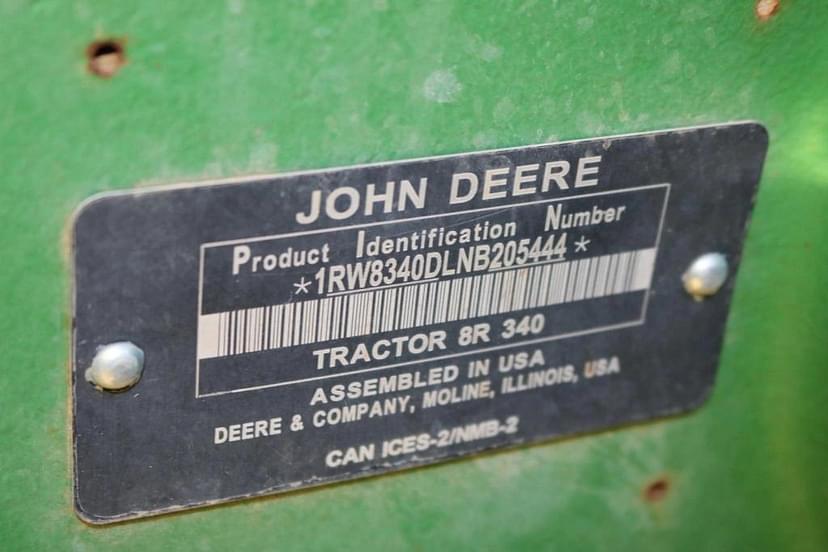 JOHN DEERE
Product Identification Number
*1RW8340DLNB205444*
TRACTOR 8R 340
ASSEMBLED IN USA
DEERE & COMPANY, MOLINE, ILLINOIS, USA
CAN ICES-2/NMB-2